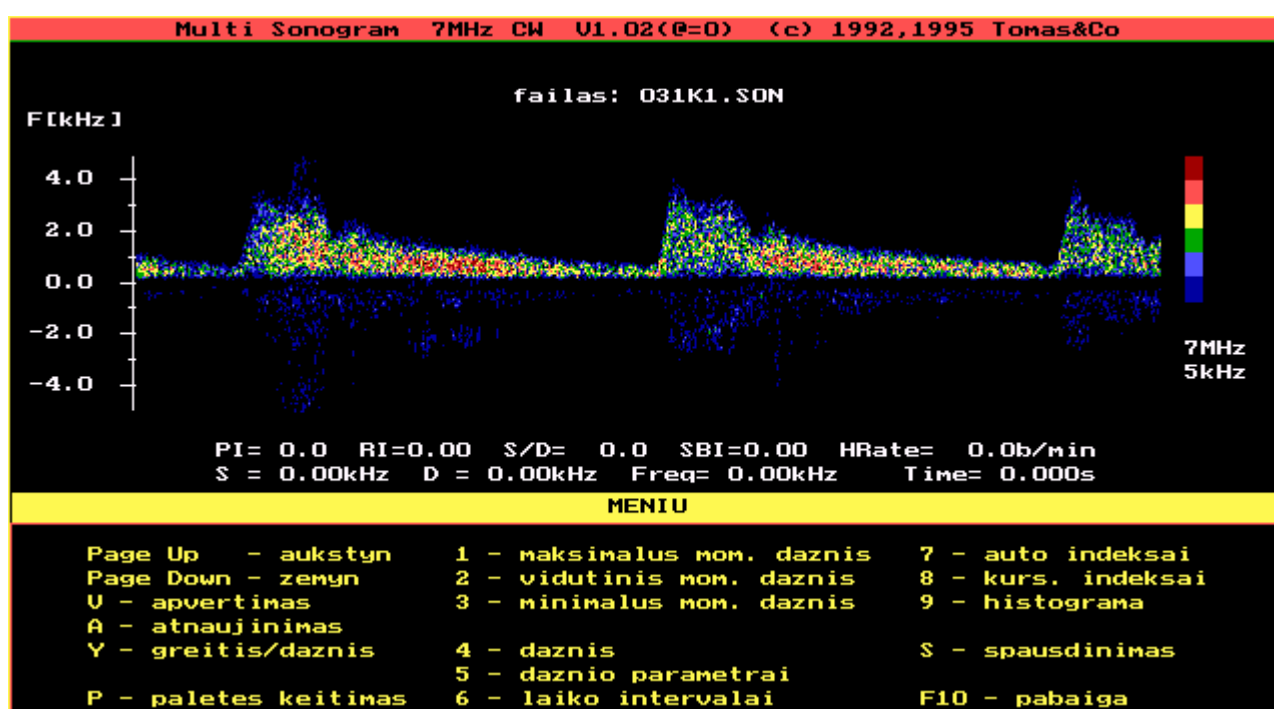 Multi Sonogram 7MHz CW V1.02(@=0) (c) 1992,1995 Tomas&Co
failas: 031K1.SON
F[kHz]
4.0
2.0
0.0
-2.0
-4.0
7MHz
5kHz
PI= 0.0 RI=0.00 S/D= 0.0 SBI=0.00 HRate= 0.0b/min
S = 0.00kHz D = 0.00kHz Freq= 0.00kHz Time= 0.000s
MENIU
Page Up - aukstyn 1 - maksimalus mom. daznis 7 - auto indeksai
Page Down - zemyn 2 - vidutinis mom. daznis 8 - kurs. indeksai
V - apvertimas 3 - minimalus mom. daznis 9 - histograma
A - atnaujinimas
Y - greitis/daznis 4 - daznis S - spausdinimas
5 - daznio parametrai
P - paletes keitimas 6 - laiko intervalai F10 - pabaiga